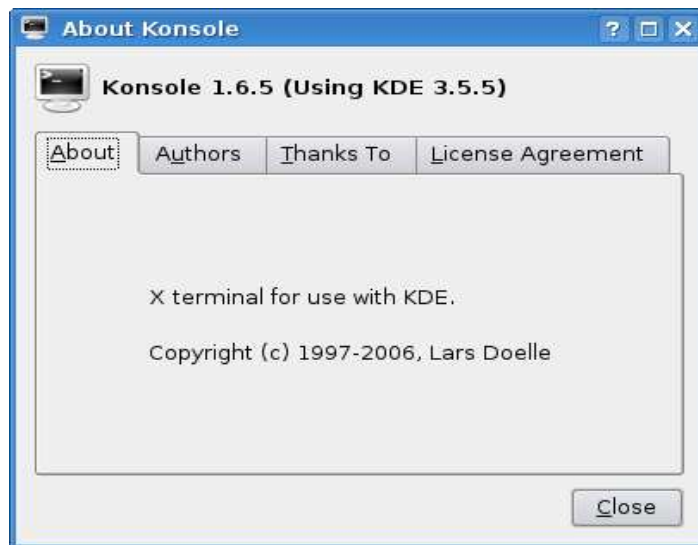 About Konsole
Konsole 1.6.5 (Using KDE 3.5.5)
About Authors Thanks To License Agreement
X terminal for use with KDE.
Copyright (c) 1997-2006, Lars Doelle
Close